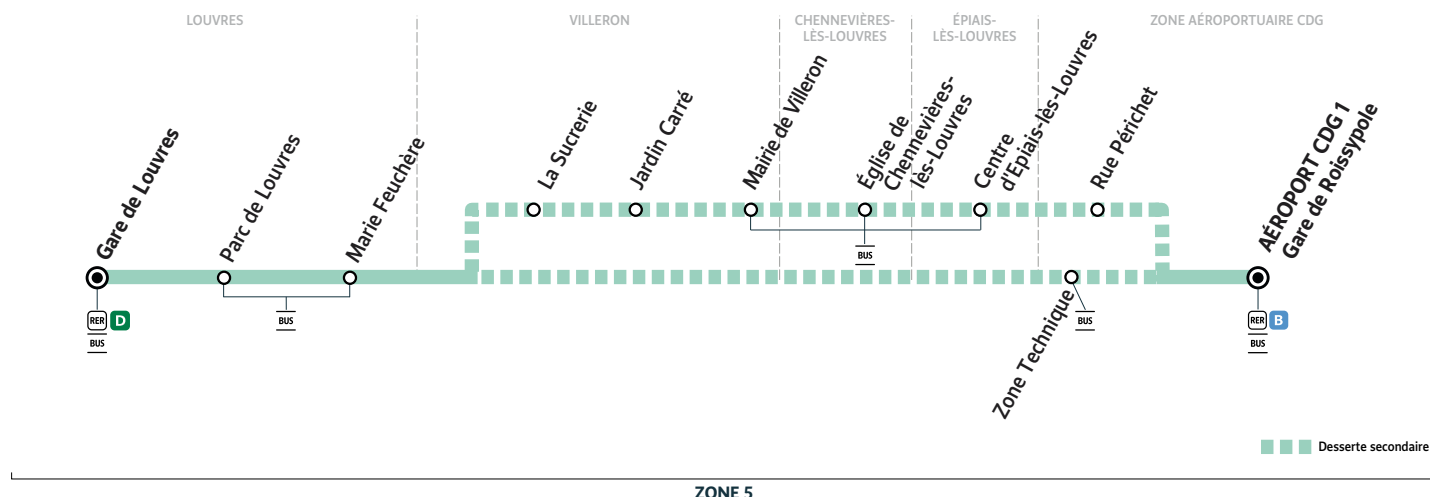 LOUVRES
VILLERON
CHENNEVIÈRES-
LÈS-LOUVRES
ÉPIAIS-
LÈS-LOUVRES
ZONE AÉROPORTUAIRE CDG
Gare de Louvres
Parc de Louvres
Marie Feuchère
La Sucrerie
Jardin Carré
Mairie de Villeron
Église de
Chennevières-
lès-Louvres
Centre
d'Epiais-lès-Louvres
Rue Périchet
AÉROPORT CDG 1
Gare de Roissypole
BUS
RER D
BUS
BUS
Zone Technique
BUS
RER B
BUS
Desserte secondaire
ZONE 5